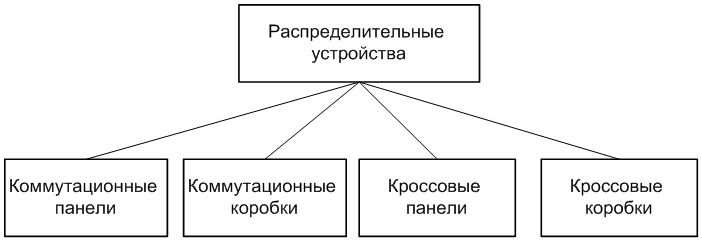 Распределительные
устройства
Коммутационные
панели
Коммутационные
коробки
Кроссовые
панели
Кроссовые
коробки